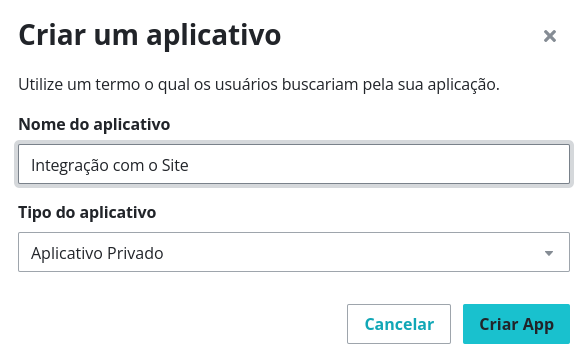 Criar um aplicativo
Utilize um termo o qual os usuários buscariam pela sua aplicação.
Nome do aplicativo
Integração com o Site
Tipo do aplicativo
Aplicativo Privado
Cancelar
Criar App